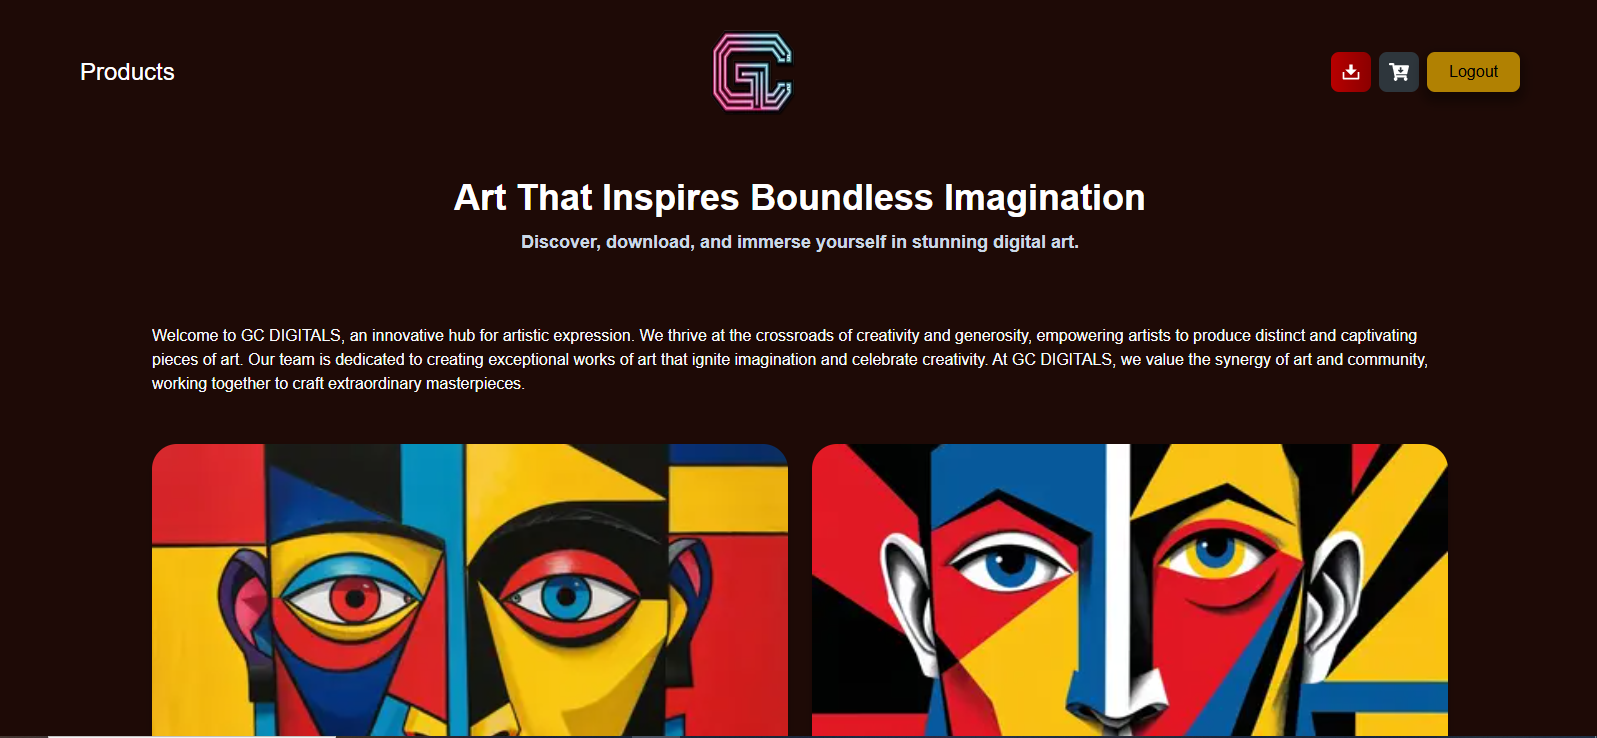 Products
GC
Logout
Art That Inspires Boundless Imagination
Discover, download, and immerse yourself in stunning digital art.
Welcome to GC DIGITALS, an innovative hub for artistic expression. We thrive at the crossroads of creativity and generosity, empowering artists to produce distinct and captivating
pieces of art. Our team is dedicated to creating exceptional works of art that ignite imagination and celebrate creativity. At GC DIGITALS, we value the synergy of art and community,
working together to craft extraordinary masterpieces.